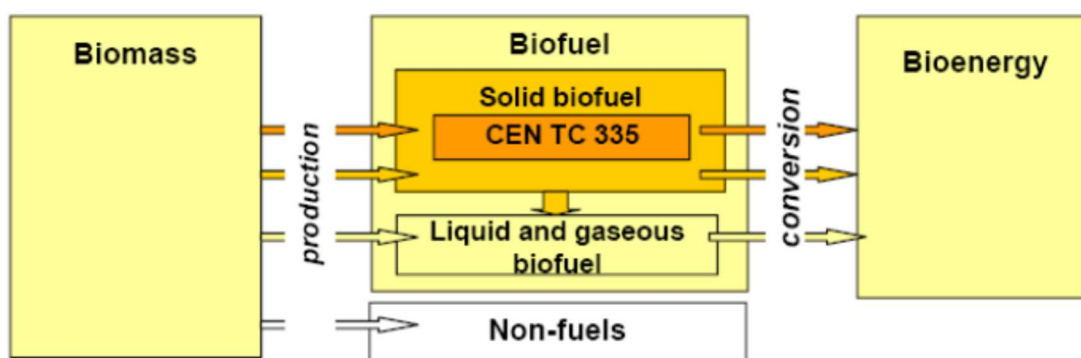 Biomass
production
Biofuel
Solid biofuel
CEN TC 335
Liquid and gaseous
biofuel
Non-fuels
conversion
Bioenergy